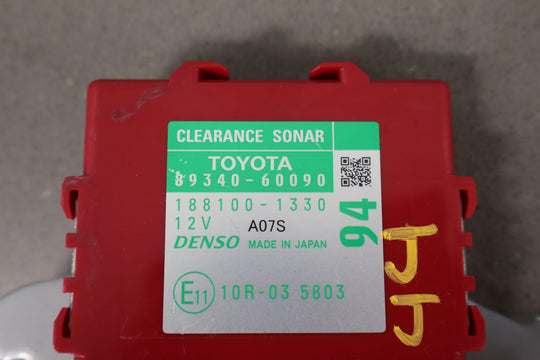 CLEARANCE SONAR
TOYOTA
89340-60090
188100-1330
12V A07S
DENSO MADE IN JAPAN
94
E11 10R-03 5803
J J